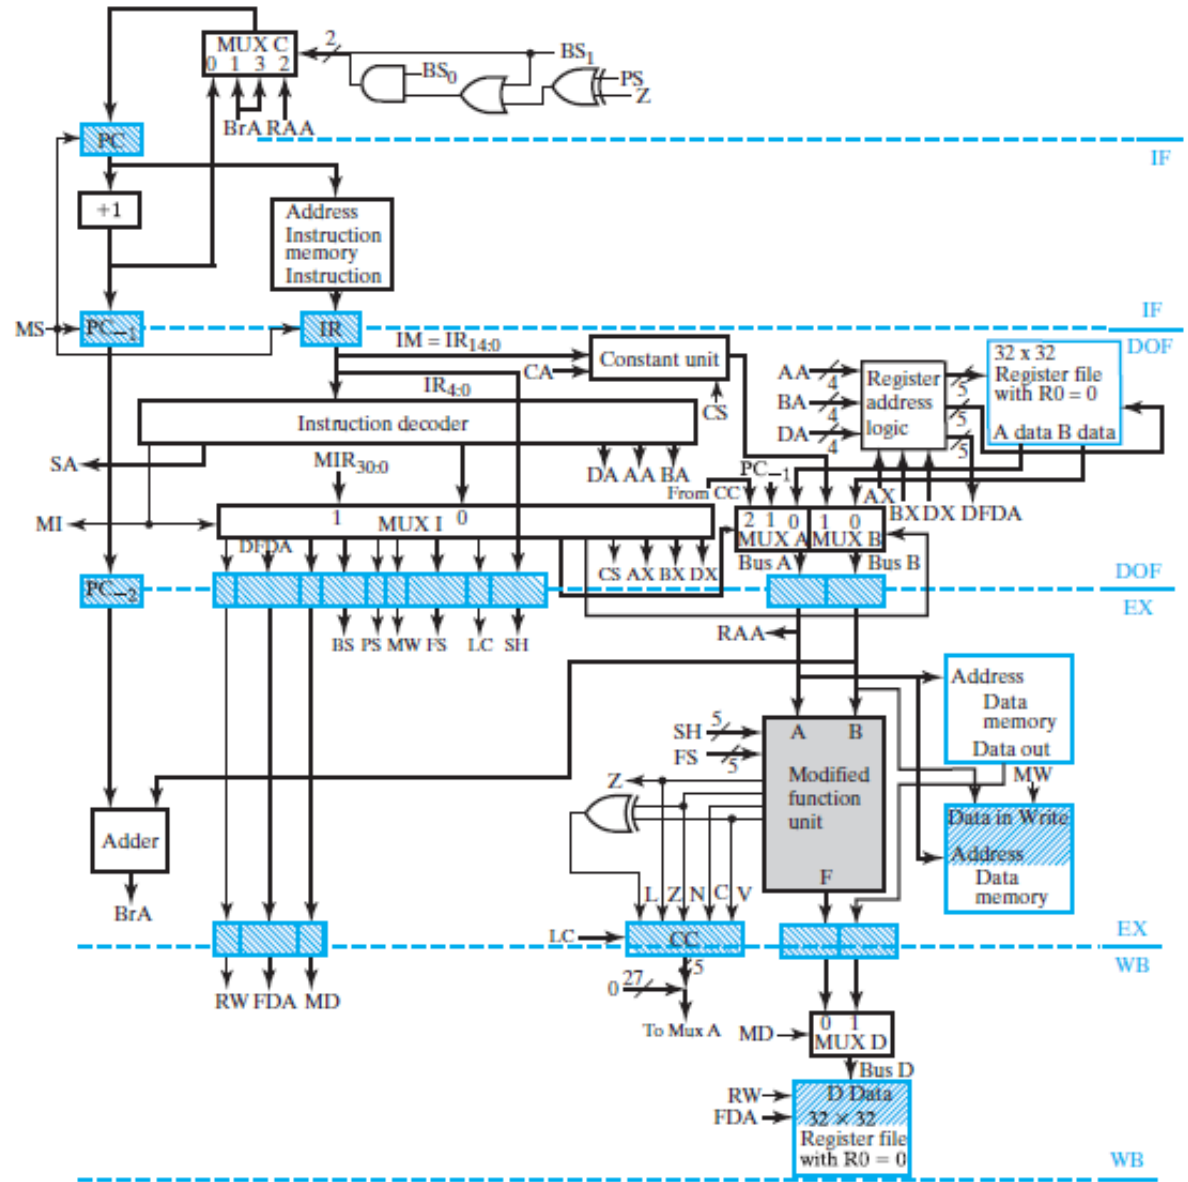 MUX C
0 1 3 2
2
BS1
BS0
PS
Z
BrA RAA
PC
IF
+1
Address
Instruction
memory
Instruction
MS
PC–1
IR
IF
DOF
IM = IR14:0
CA
Constant unit
CS
IR4:0
Instruction decoder
AA
4
BA
4
DA
4
Register
address
logic
5
5
5
32 x 32
Register file
with R0 = 0
A data B data
SA
MIR30:0
DA AA BA
From CC
PC–1
AX
BX DX DFDA
MI
1
MUX I
0
2 1 0
MUX A
1 0
MUX B
DFDA
CS AX BX DX
Bus A
Bus B
PC–2
DOF
EX
BS PS MW FS LC SH
RAA
Address
Data
memory
Data out
SH
5
FS
5
A
B
Modified
function
unit
F
Z
MW
Data in Write
Address
Data
memory
Adder
BrA
L Z N C V
LC
CC
EX
WB
RW FDA MD
0
27
5
To Mux A
MD
0 1
MUX D
Bus D
RW
FDA
D Data
32 × 32
Register file
with R0 = 0
WB